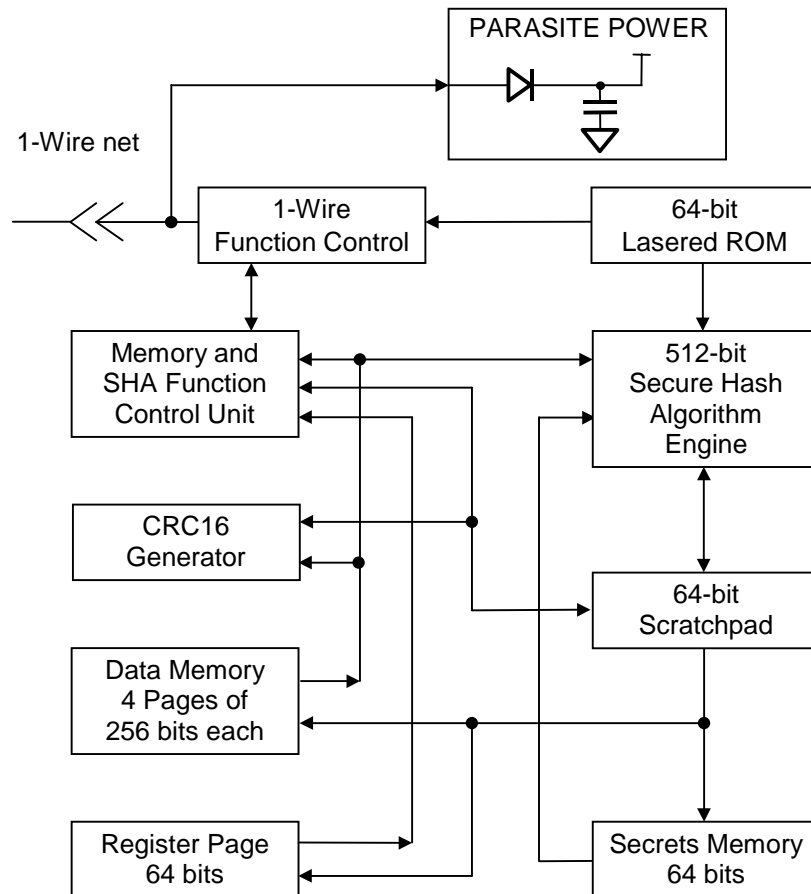 PARASITE POWER
1-Wire net
1-Wire
Function Control
64-bit
Lasered ROM
Memory and
SHA Function
Control Unit
512-bit
Secure Hash
Algorithm
Engine
CRC16
Generator
64-bit
Scratchpad
Data Memory
4 Pages of
256 bits each
Register Page
64 bits
Secrets Memory
64 bits